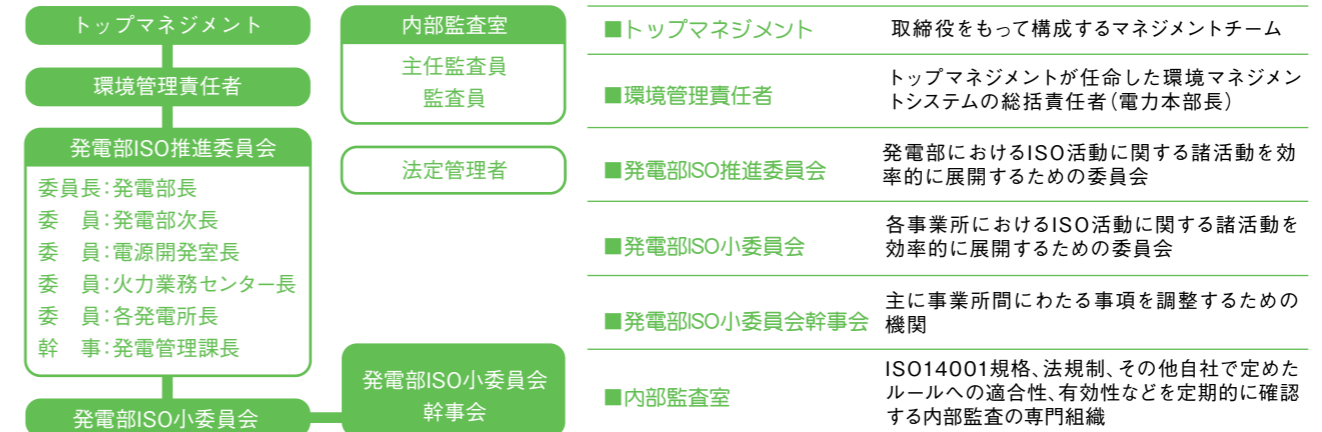 トップマネジメント
環境管理責任者
発電部ISO推進委員会
委員長:発電部長
委　員:発電部次長
委　員:電源開発室長
委　員:火力業務センター長
委　員:各発電所長
幹　事:発電管理課長
発電部ISO小委員会
内部監査室
主任監査員
監査員
法定管理者
発電部ISO小委員会
幹事会
■トップマネジメント
取締役をもって構成するマネジメントチーム
■環境管理責任者
トップマネジメントが任命した環境マネジメン
トシステムの総括責任者(電力本部長)
■発電部ISO推進委員会
発電部におけるISO活動に関する諸活動を効
率的に展開するための委員会
■発電部ISO小委員会
各事業所におけるISO活動に関する諸活動を
効率的に展開するための委員会
■発電部ISO小委員会幹事会
主に事業所間にわたる事項を調整するための
機関
■内部監査室
ISO14001規格、法規制、その他自社で定めた
ルールへの適合性、有効性などを定期的に確認
する内部監査の専門組織